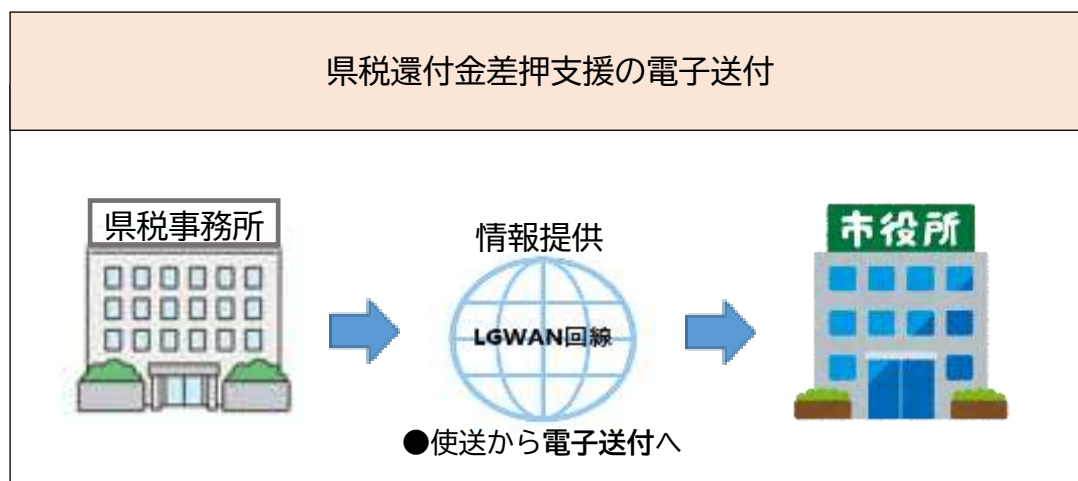 県税還付金差押支援の電子送付
県税事務所
情報提供
市役所
LGWAN回線
●使送から電子送付へ